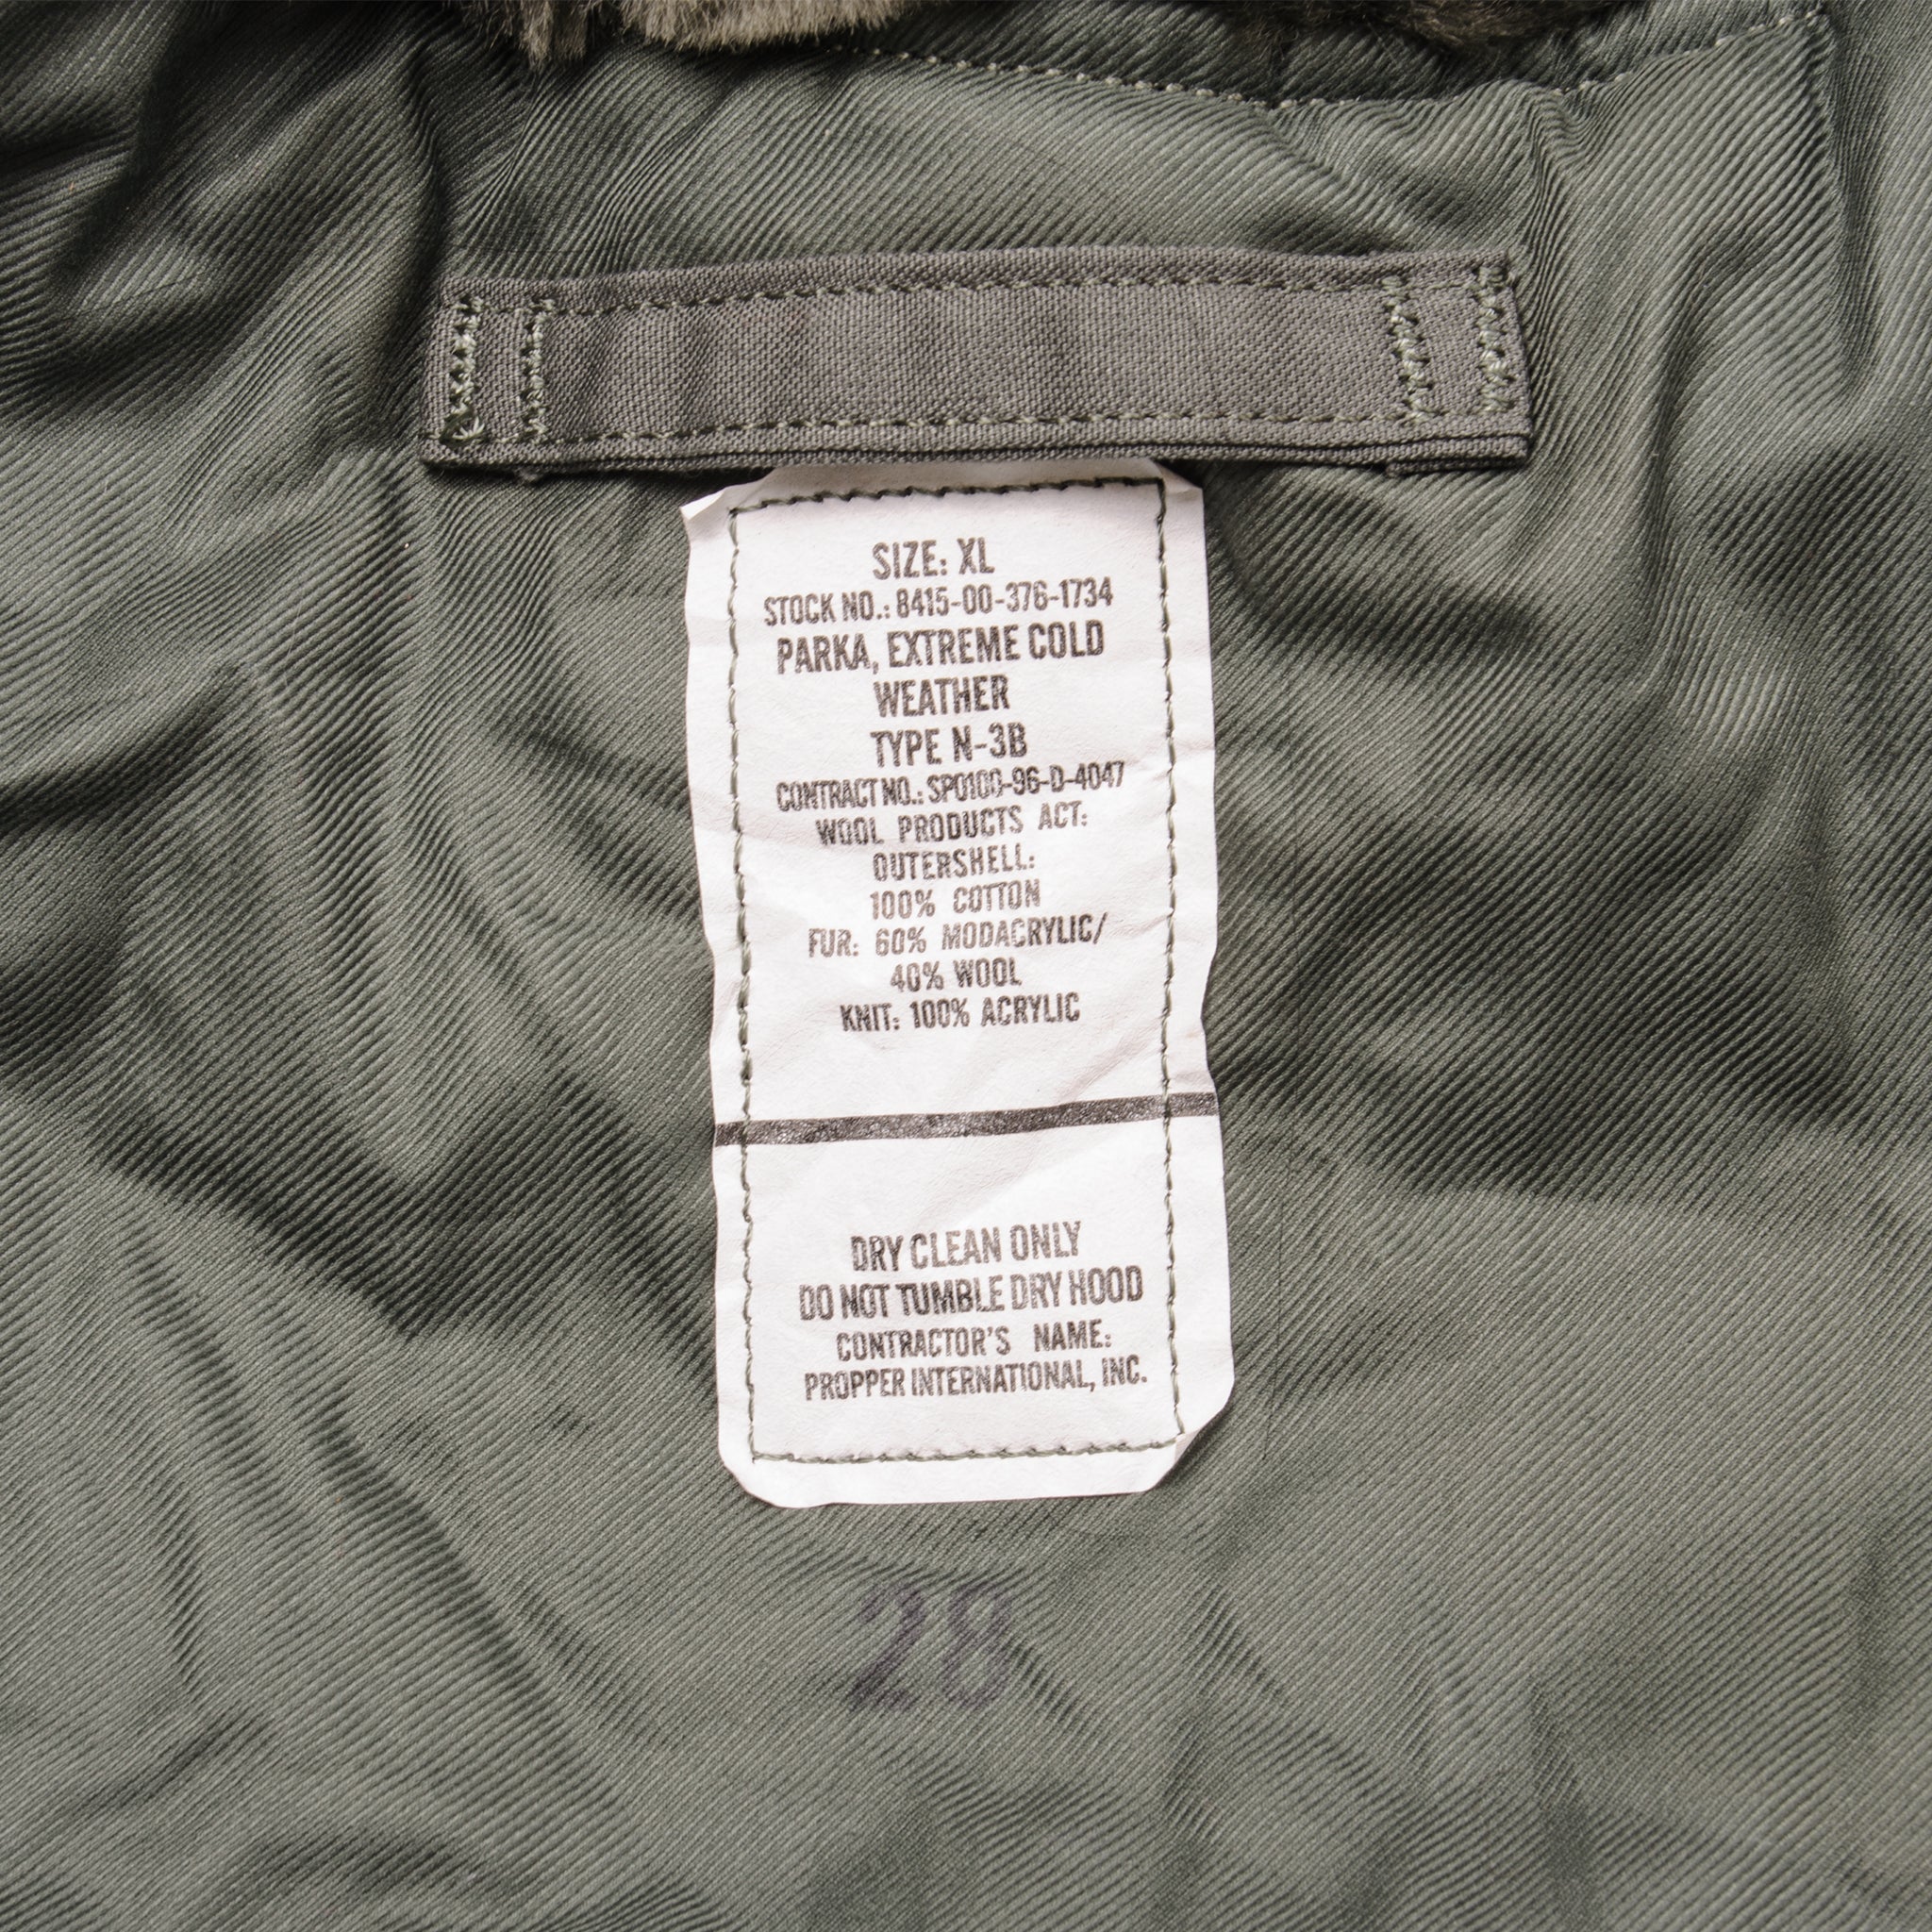 SIZE: XL
STOCK NO.: 8415-00-376-1734
PARKA, EXTREME COLD
WEATHER
TYPE N-3B
CONTRACT NO.: SPO100-96-D-4047
WOOL PRODUCTS ACT:
OUTERSHELL:
100% COTTON
FUR: 60% MODACRYLIC/
40% WOOL
KNIT: 100% ACRYLIC
DRY CLEAN ONLY
DO NOT TUMBLE DRY HOOD
CONTRACTOR'S NAME:
PROPPER INTERNATIONAL, INC.
28